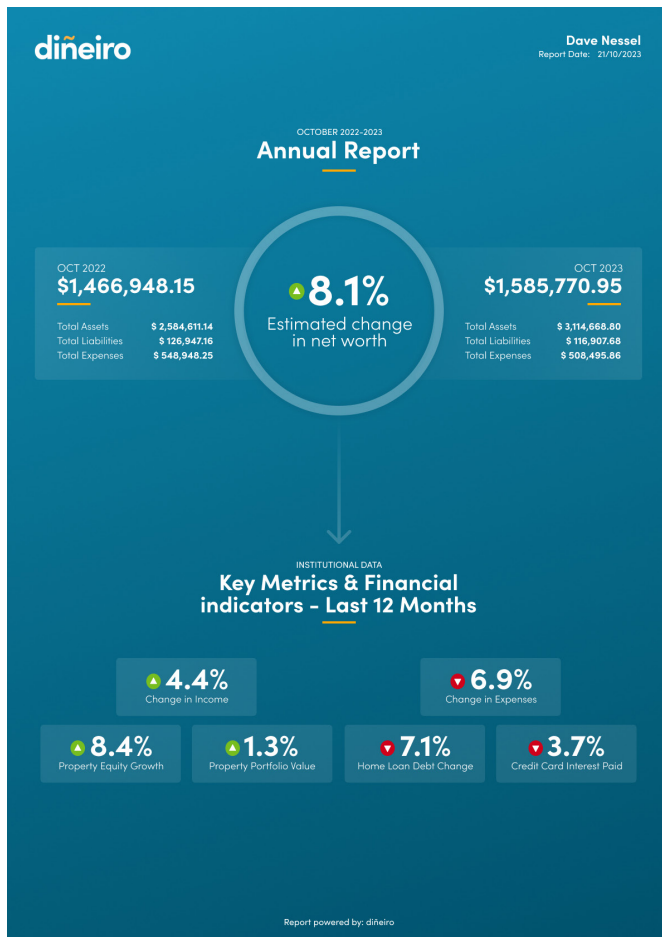 diñeiro
Dave Nessel
Report Date: 21/10/2023
OCTOBER 2022-2023
Annual Report
OCT 2022
$1,466,948.15
Total Assets $ 2,584,611.14
Total Liabilities $ 126,947.16
Total Expenses $ 548,948.25
8.1%
Estimated change
in net worth
OCT 2023
$1,585,770.95
Total Assets $ 3,114,668.80
Total Liabilities $ 116,907.68
Total Expenses $ 508,495.86
INSTITUTIONAL DATA
Key Metrics & Financial
indicators - Last 12 Months
4.4%
Change in Income
6.9%
Change in Expenses
8.4%
Property Equity Growth
1.3%
Property Portfolio Value
7.1%
Home Loan Debt Change
3.7%
Credit Card Interest Paid
Report powered by: diñeiro